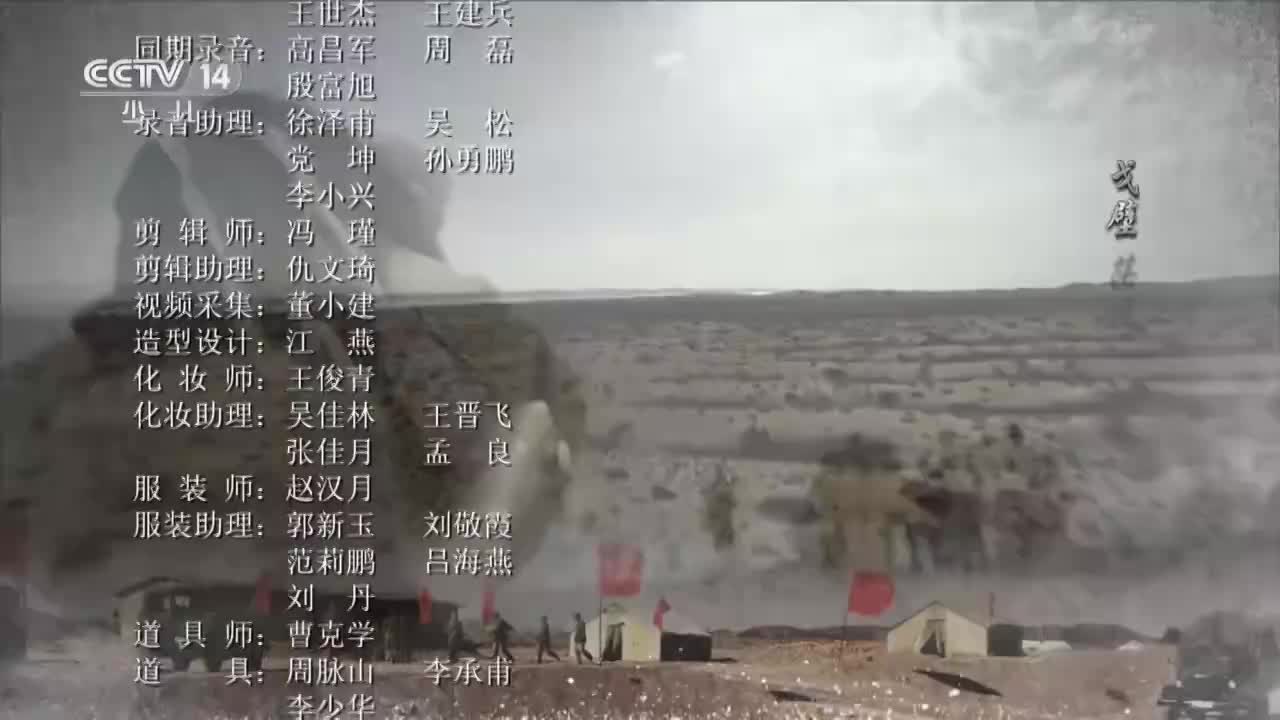 王世杰 王建兵
同期录音：高昌军 周 磊
CCTV 14
殷富旭
少儿
录音助理：徐泽甫 吴 松
党 坤 孙勇鹏
李小兴
剪 辑 师：冯 瑾
剪辑助理：仇文琦
视频采集：董小建
造型设计：江 燕
化 妆 师：王俊青
化妆助理：吴佳林 王晋飞
张佳月 孟 良
服 装 师：赵汉月
服装助理：郭新玉 刘敬霞
范莉鹏 吕海燕
刘 丹
道 具 师：曹克学
道 具：周脉山 李承甫
李少华
戈壁